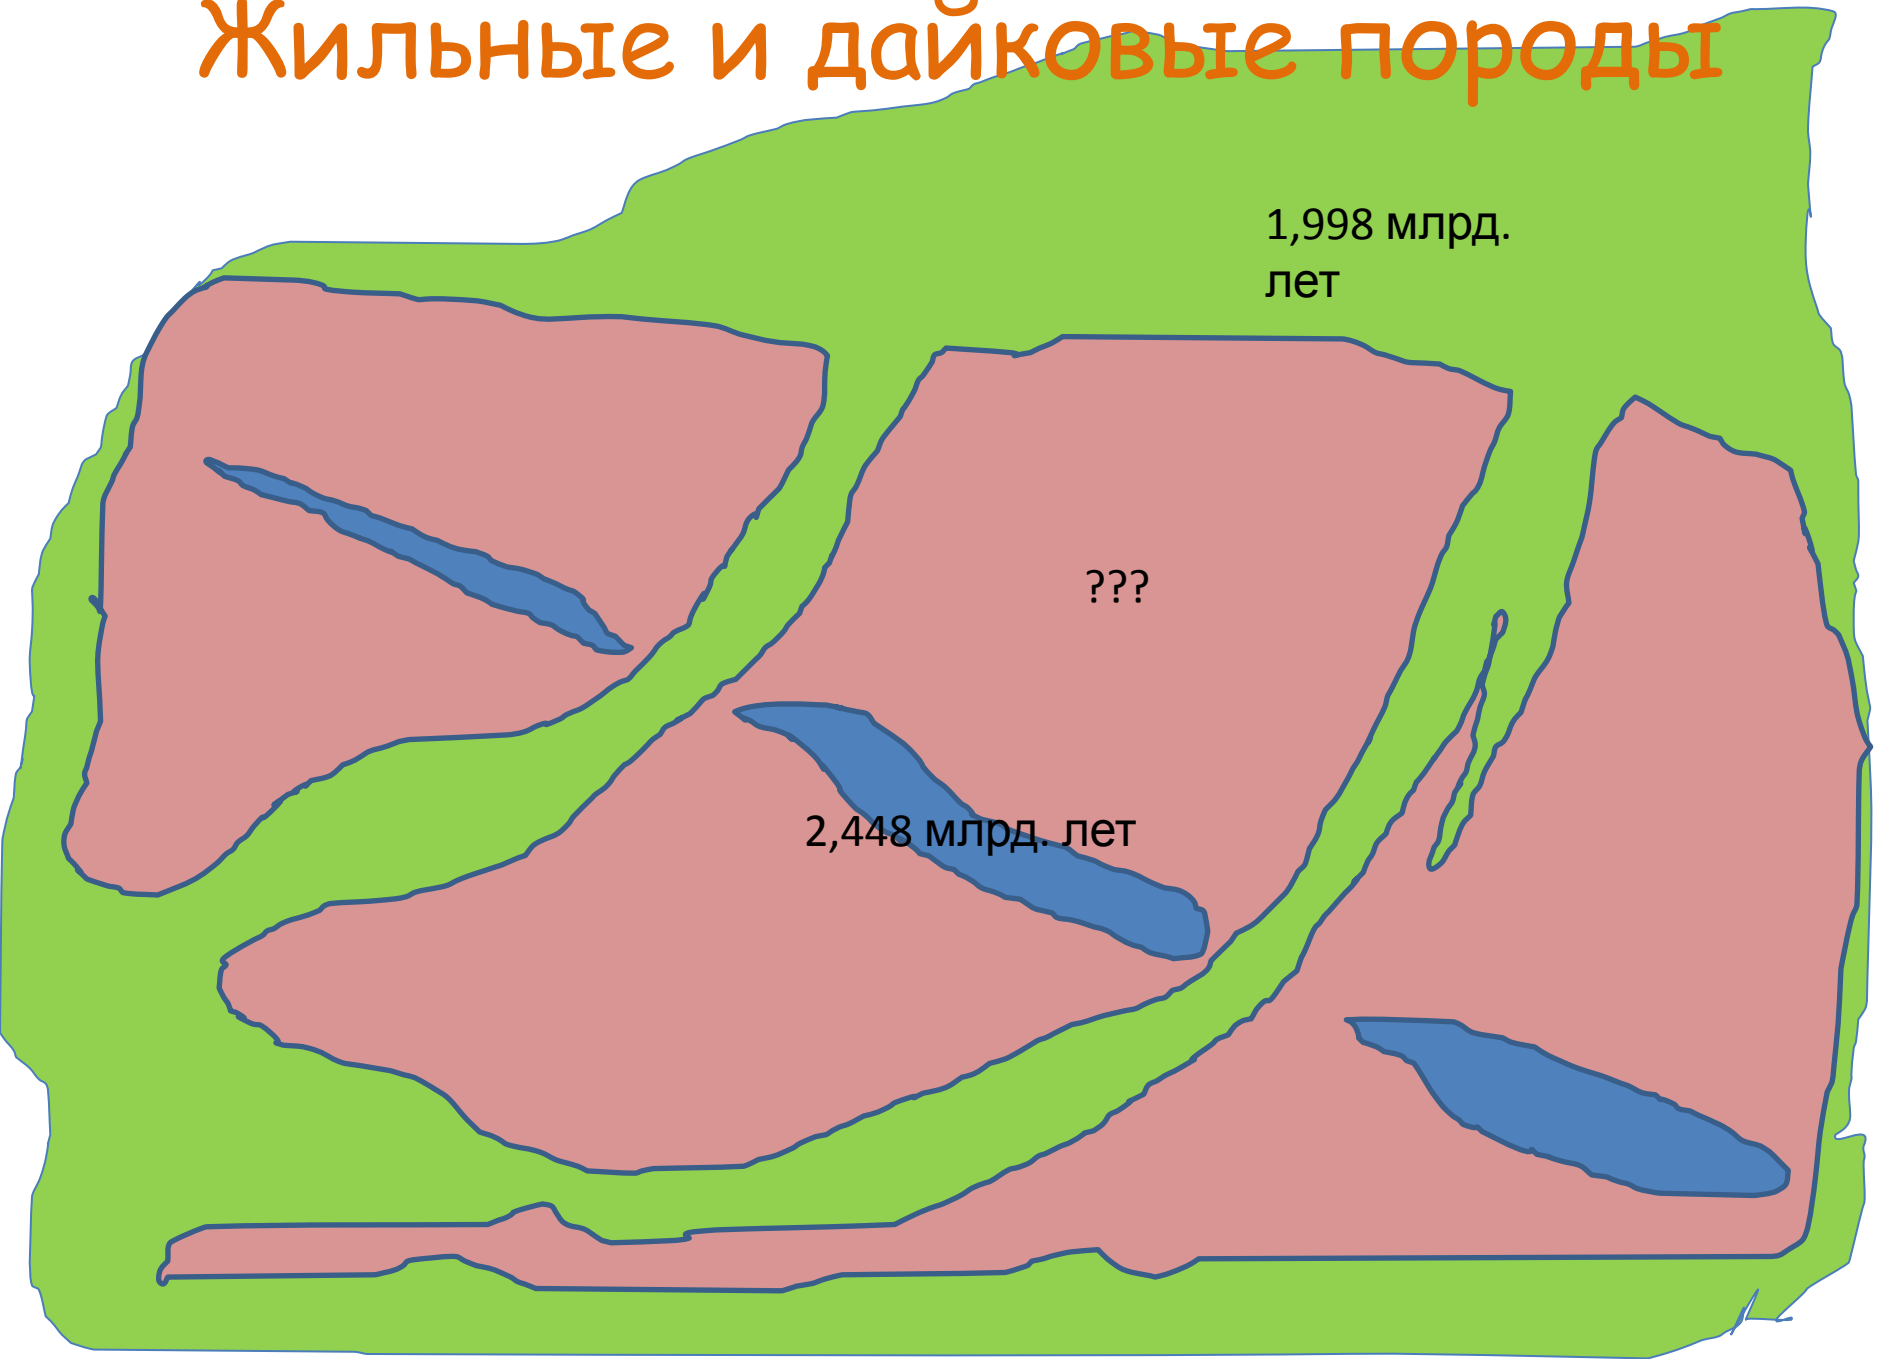 Жильные и дайковые породы
1,998 млрд.
лет
???
2,448 млрд. лет